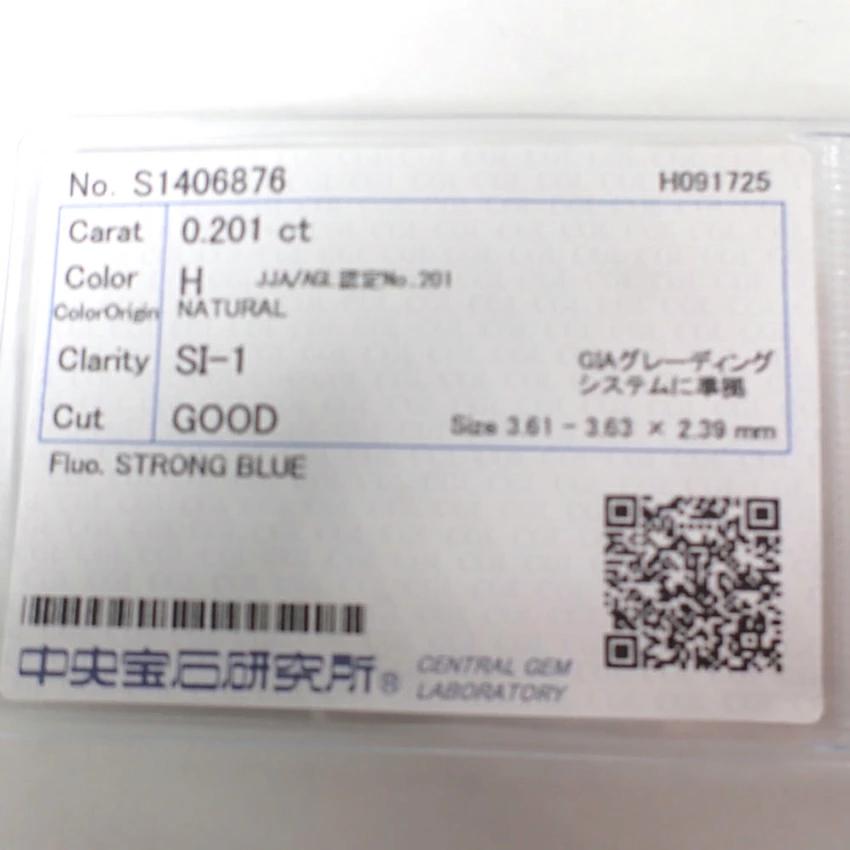 No. S1406876 H091725
Carat 0.201 ct
Color H JJA/AGL 認定No.201
ColorOrigin NATURAL
Clarity SI-1 GIAグレーディング
システムに準拠
Cut GOOD Size 3.61 - 3.63 × 2.39 mm
Fluo. STRONG BLUE
中央宝石研究所® CENTRAL GEM
LABORATORY